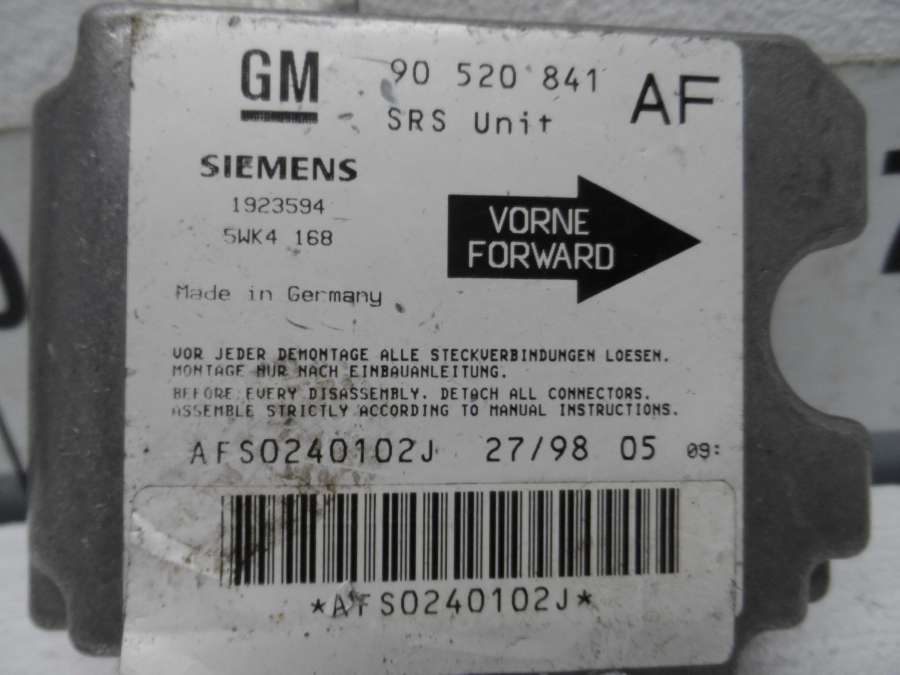 GM 90 520 841 AF
SRS Unit
SIEMENS
1923594
5WK4 168
VORNE
FORWARD
Made in Germany
VOR JEDER DEMONTAGE ALLE STECKVERBINDUNGEN LOESEN.
MONTAGE NUR NACH EINBAUANLEITUNG.
BEFORE EVERY DISASSEMBLY. DETACH ALL CONNECTORS.
ASSEMBLE STRICTLY ACCORDING TO MANUAL INSTRUCTIONS.
AFS0240102J 27/98 05 09:
*AFS0240102J*